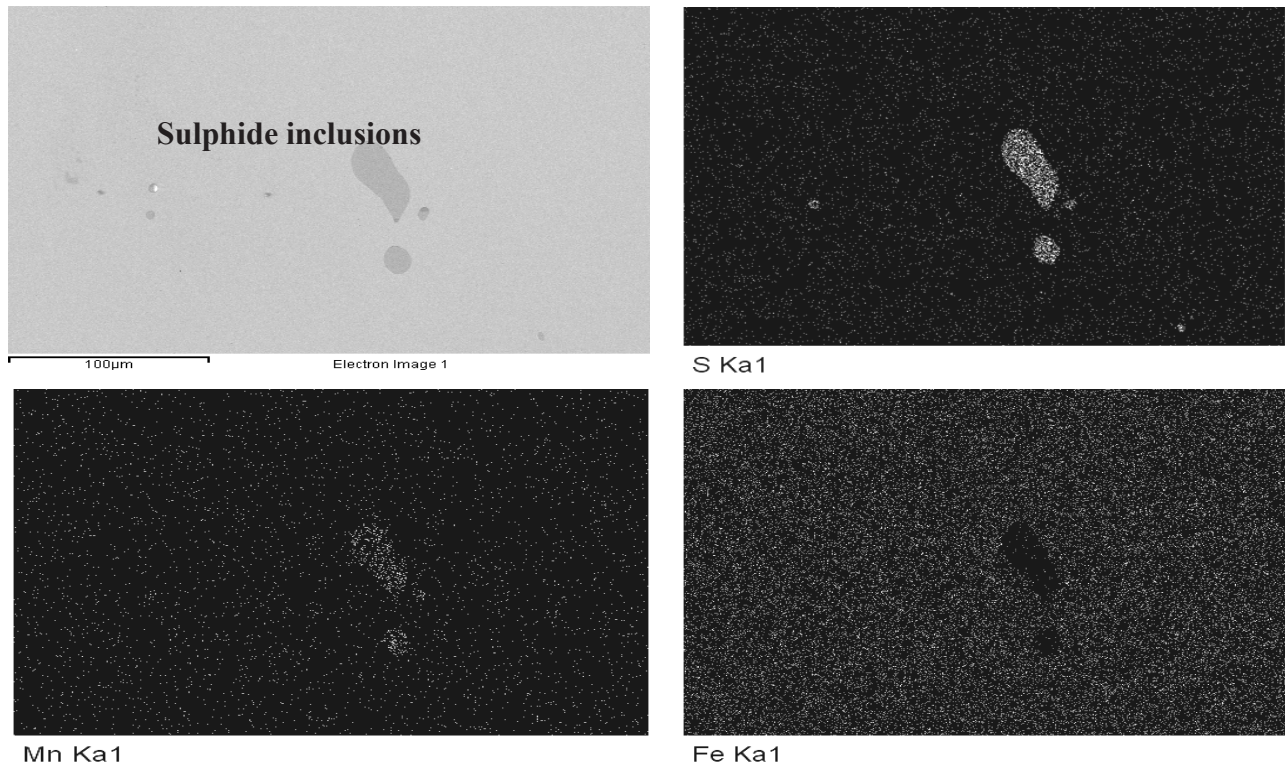 Sulphide inclusions
100µm
Electron Image 1
S Ka1
Mn Ka1
Fe Ka1